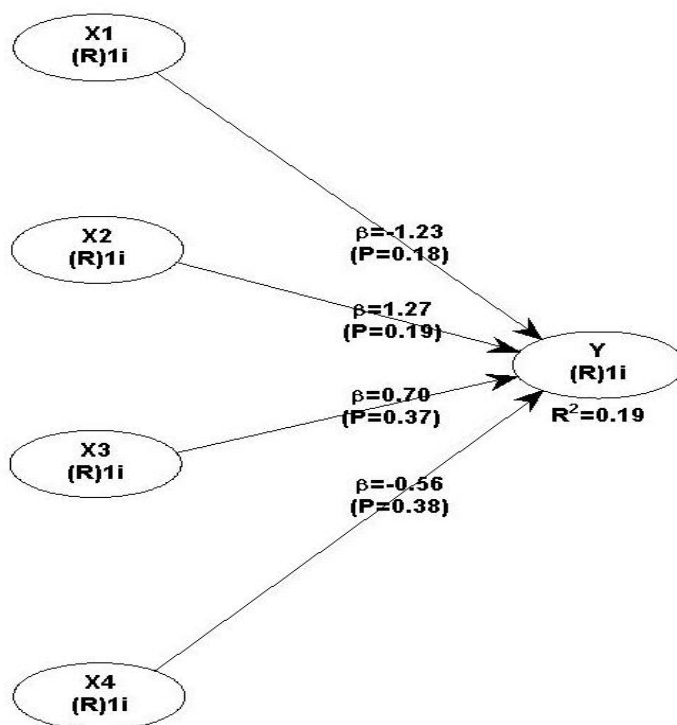 X1
(R)1i
β=-1.23
(P=0.18)
X2
(R)1i
β=1.27
(P=0.19)
Y
(R)1i
R²=0.19
β=0.70
(P=0.37)
X3
(R)1i
β=-0.56
(P=0.38)
X4
(R)1i